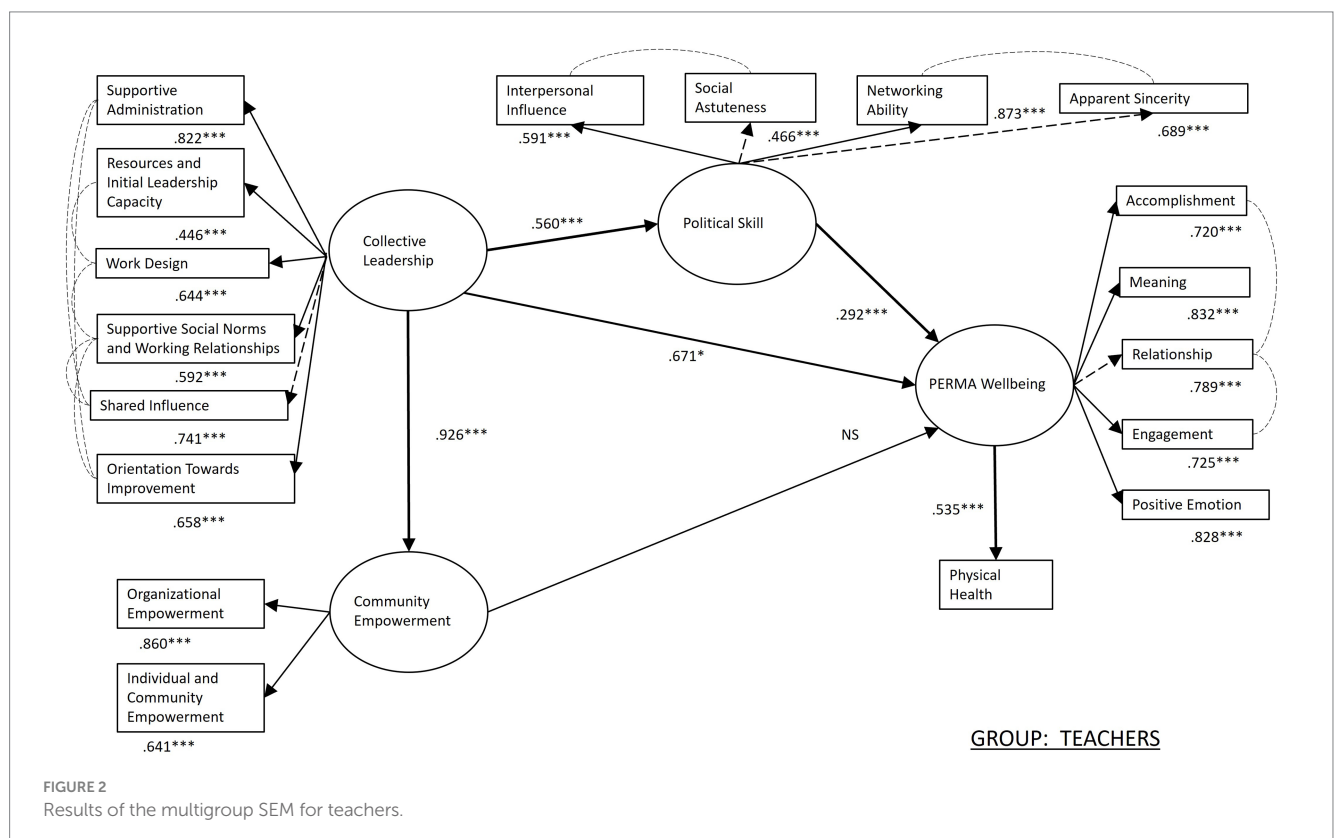 Supportive
Administration
.822***
Resources and
Initial Leadership
Capacity
.446***
Work Design
.644***
Supportive Social Norms
and Working Relationships
.592***
Shared Influence
.741***
Orientation Towards
Improvement
.658***
Collective
Leadership
.560***
.671*
.926***
Interpersonal
Influence
.591***
Social
Astuteness
.466***
Networking
Ability
.873***
Apparent Sincerity
.689***
Political Skill
.292***
PERMA Wellbeing
Accomplishment
.720***
Meaning
.832***
Relationship
.789***
Engagement
.725***
Positive Emotion
.828***
NS
.535***
Physical
Health
Organizational
Empowerment
.860***
Individual and
Community
Empowerment
.641***
Community
Empowerment
GROUP: TEACHERS
FIGURE 2
Results of the multigroup SEM for teachers.